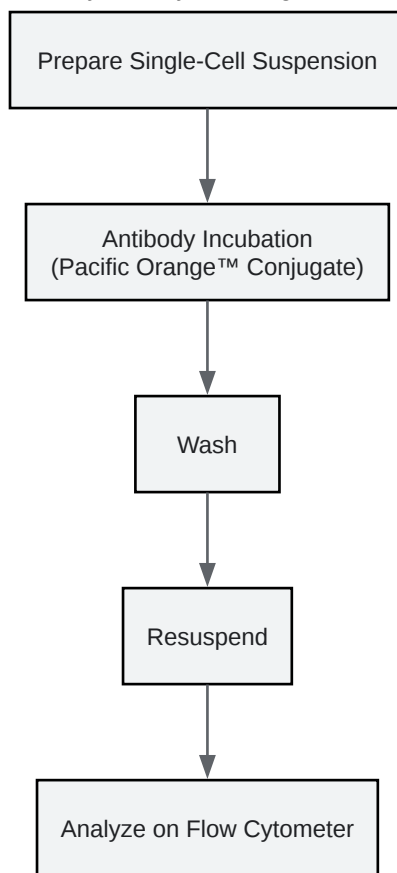 Prepare Single-Cell Suspension
Antibody Incubation
(Pacific Orange™ Conjugate)
Wash
Resuspend
Analyze on Flow Cytometer